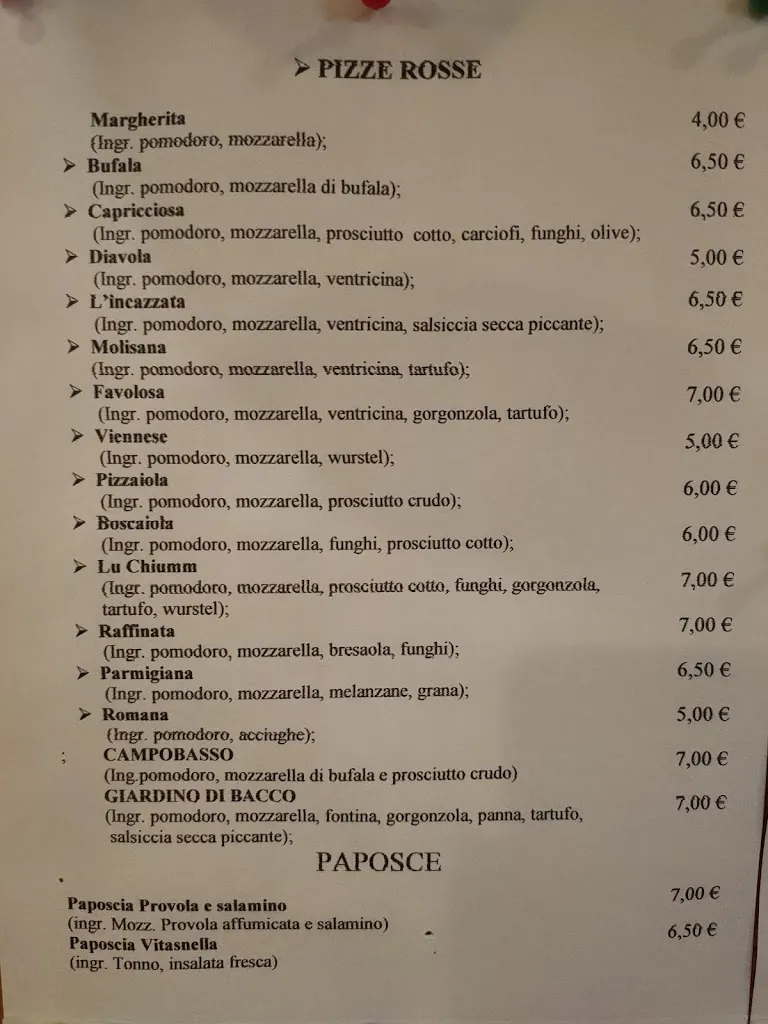 ➢ PIZZE ROSSE
Margherita 4,00 €
(Ingr. pomodoro, mozzarella);
➢ Bufala 6,50 €
(Ingr. pomodoro, mozzarella di bufala);
➢ Capricciosa 6,50 €
(Ingr. pomodoro, mozzarella, prosciutto cotto, carciofi, funghi, olive);
➢ Diavola 5,00 €
(Ingr. pomodoro, mozzarella, ventricina);
➢ L'incazzata 6,50 €
(Ingr. pomodoro, mozzarella, ventricina, salsiccia secca piccante);
➢ Molisana 6,50 €
(Ingr. pomodoro, mozzarella, ventricina, tartufo);
➢ Favolosa 7,00 €
(Ingr. pomodoro, mozzarella, ventricina, gorgonzola, tartufo);
➢ Viennese 5,00 €
(Ingr. pomodoro, mozzarella, wurstel);
➢ Pizzaiola 6,00 €
(Ingr. pomodoro, mozzarella, prosciutto crudo);
➢ Boscaiola 6,00 €
(Ingr. pomodoro, mozzarella, funghi, prosciutto cotto);
➢ Lu Chiumm 7,00 €
(Ingr. pomodoro, mozzarella, prosciutto cotto, funghi, gorgonzola,
tartufo, wurstel);
➢ Raffinata 7,00 €
(Ingr. pomodoro, mozzarella, bresaola, funghi);
➢ Parmigiana 6,50 €
(Ingr. pomodoro, mozzarella, melanzane, grana);
➢ Romana 5,00 €
(Ingr. pomodoro, acciughe);
; CAMPOBASSO 7,00 €
(Ing.pomodoro, mozzarella di bufala e prosciutto crudo)
GIARDINO DI BACCO 7,00 €
(Ingr. pomodoro, mozzarella, fontina, gorgonzola, panna, tartufo,
salsiccia secca piccante);
PAPOSCE
Paposcia Provola e salamino 7,00 €
(ingr. Mozz. Provola affumicata e salamino)
Paposcia Vitasnella 6,50 €
(ingr. Tonno, insalata fresca)